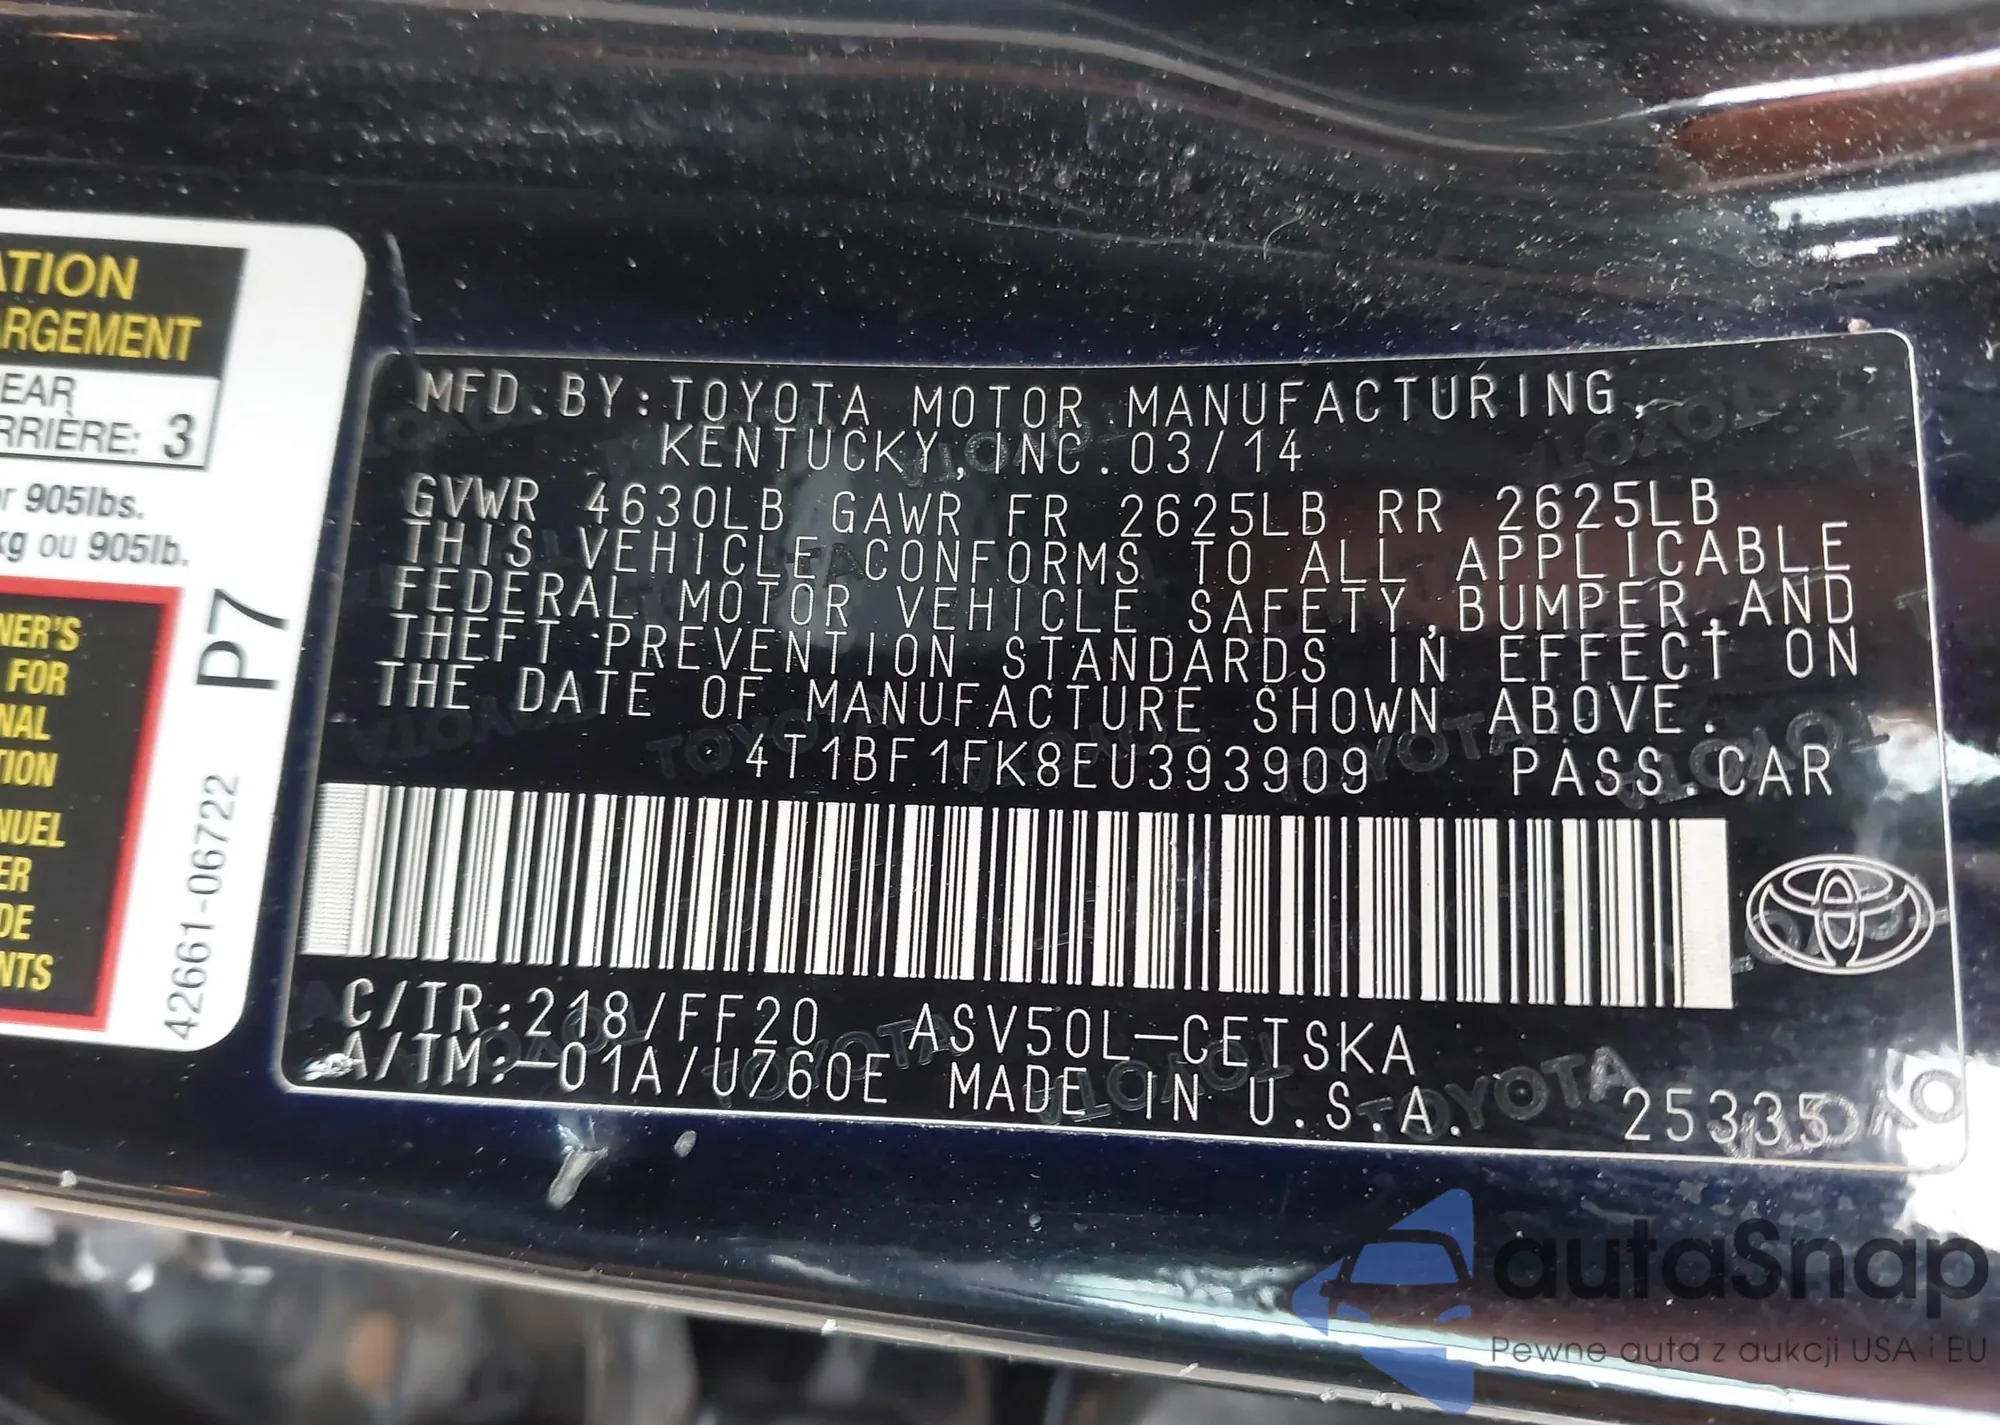 ATION
ARGEMENT
REAR
ARRIÈRE: 3
or 905lbs.
kg ou 905lb.
NER'S
FOR
NAL
TION
NUEL
ER
DE
NTS
P7
42661-06722
MFD.BY:TOYOTA MOTOR MANUFACTURING,
KENTUCKY,INC.03/14
GVWR 4630LB GAWR FR 2625LB RR 2625LB
THIS VEHICLE CONFORMS TO ALL APPLICABLE
FEDERAL MOTOR VEHICLE SAFETY,BUMPER,AND
THEFT PREVENTION STANDARDS IN EFFECT ON
THE DATE OF MANUFACTURE SHOWN ABOVE.
4T1BF1FK8EU393909 PASS.CAR
C/TR:218/FF20 ASV50L-CETSKA
A/TM:-01A/U760E MADE IN U.S.A. 25335
autaSnap
Pewne auta z aukcji USA i EU